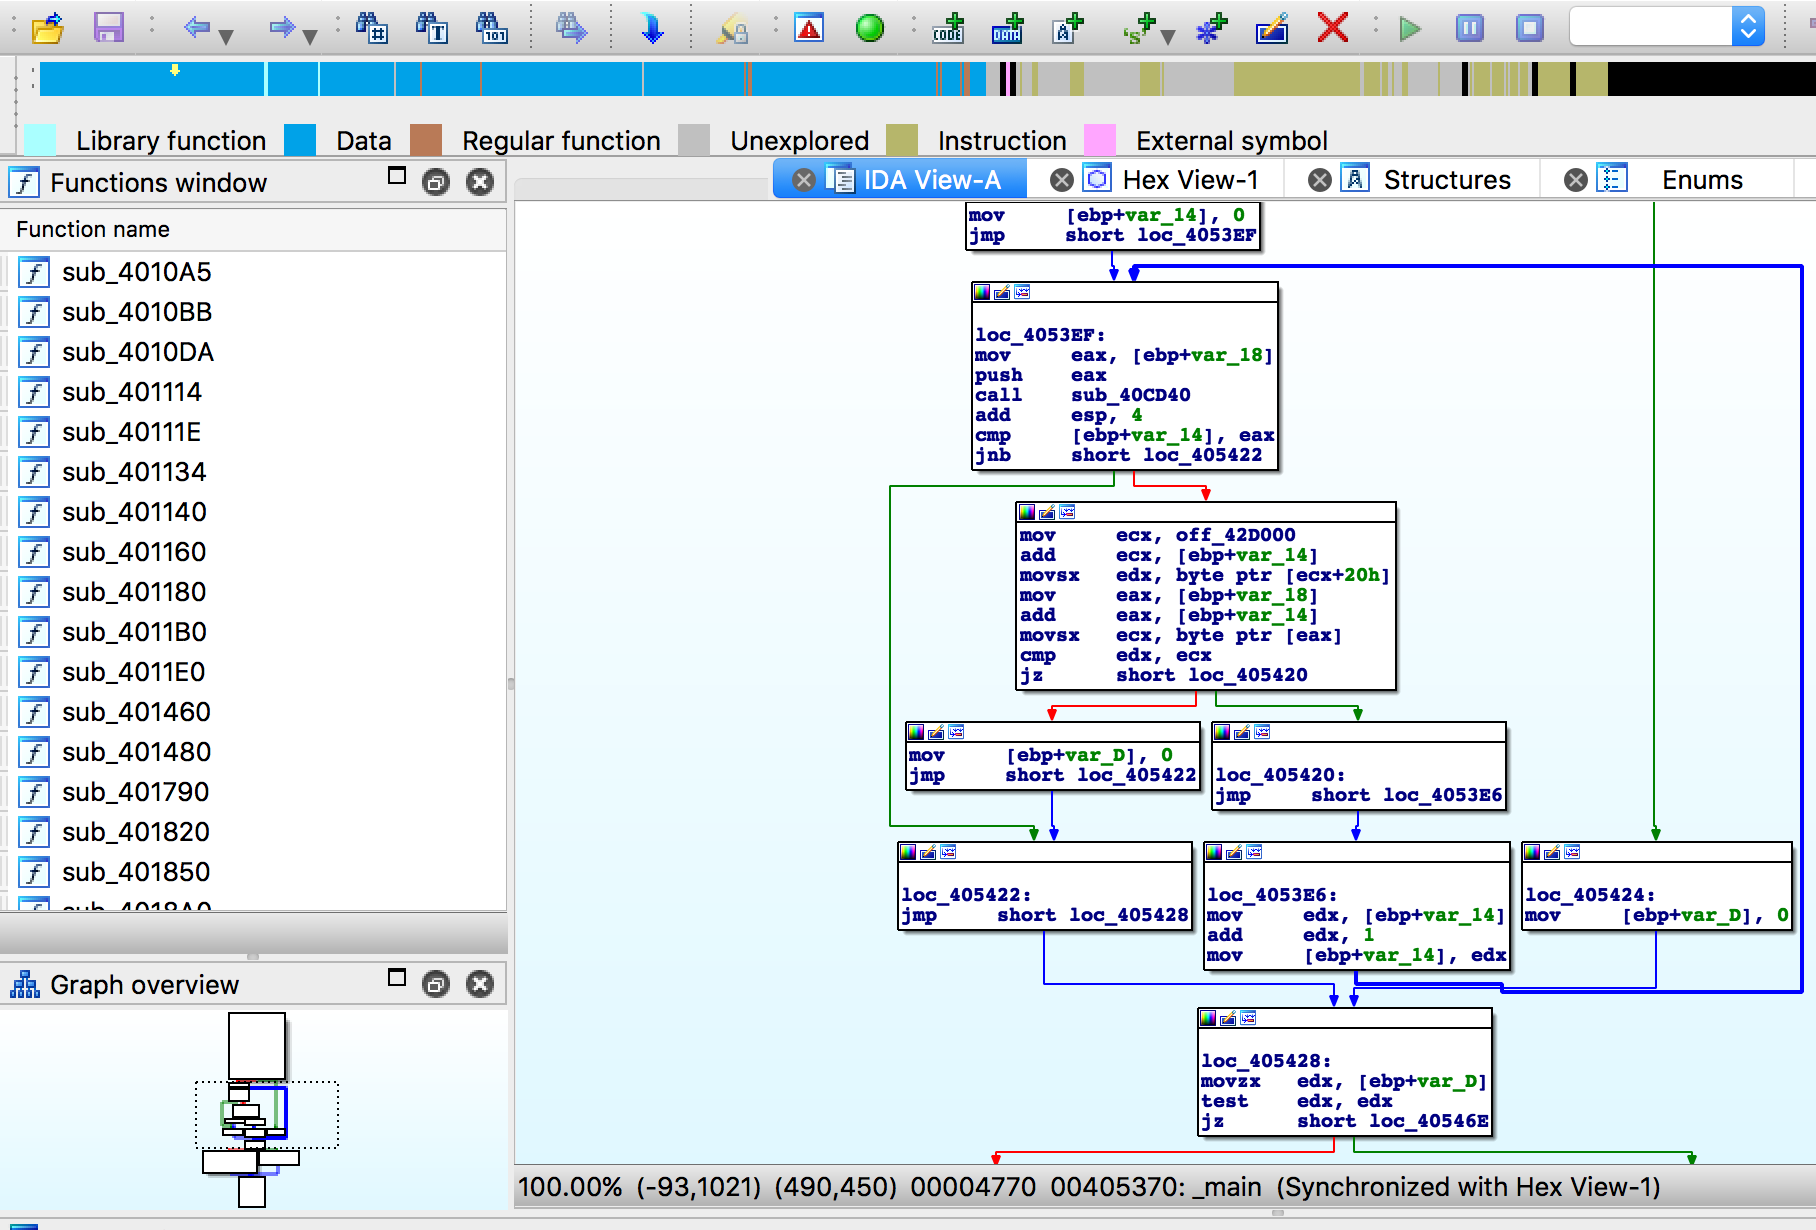 Library function Data Regular function Unexplored Instruction External symbol
Functions window
IDA View-A Hex View-1 Structures Enums
Function name
sub_4010A5
sub_4010BB
sub_4010DA
sub_401114
sub_40111E
sub_401134
sub_401140
sub_401160
sub_401180
sub_4011B0
sub_4011E0
sub_401460
sub_401480
sub_401790
sub_401820
sub_401850
sub_4018A0
Graph overview
mov [ebp+var_14], 0
jmp short loc_4053EF
loc_4053EF:
mov eax, [ebp+var_18]
push eax
call sub_40CD40
add esp, 4
cmp [ebp+var_14], eax
jnb short loc_405422
mov ecx, off_42D000
add ecx, [ebp+var_14]
movsx edx, byte ptr [ecx+20h]
mov eax, [ebp+var_18]
add eax, [ebp+var_14]
movsx ecx, byte ptr [eax]
cmp edx, ecx
jz short loc_405420
mov [ebp+var_D], 0
jmp short loc_405422
loc_405420:
jmp short loc_4053E6
loc_405422:
jmp short loc_405428
loc_4053E6:
mov edx, [ebp+var_14]
add edx, 1
mov [ebp+var_14], edx
loc_405424:
mov [ebp+var_D], 0
loc_405428:
movzx edx, [ebp+var_D]
test edx, edx
jz short loc_40546E
100.00% (-93,1021) (490,450) 00004770 00405370: _main (Synchronized with Hex View-1)